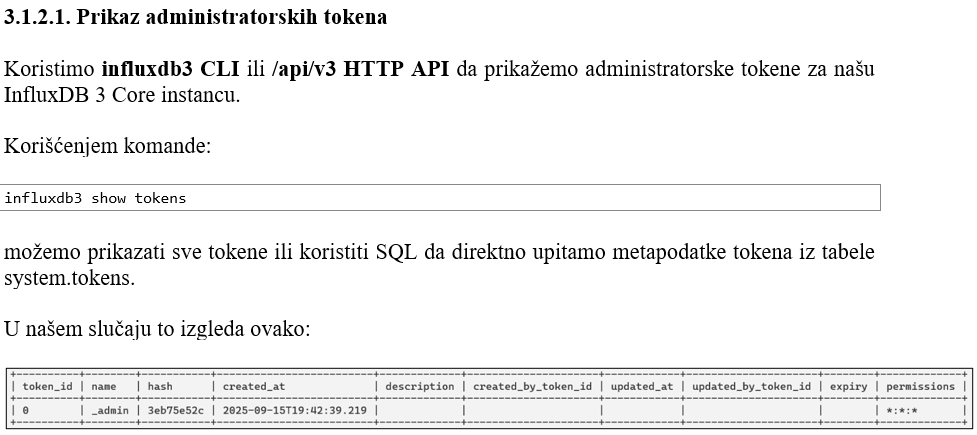 3.1.2.1. Prikaz administratorskih tokena
Koristimo influxdb3 CLI ili /api/v3 HTTP API da prikažemo administratorske tokene za našu
InfluxDB 3 Core instancu.
Korišćenjem komande:
influxdb3 show tokens
možemo prikazati sve tokene ili koristiti SQL da direktno upitamo metapodatke tokena iz tabele
system.tokens.
U našem slučaju to izgleda ovako:
| token_id | name | hash | created_at | description | created_by_token_id | updated_at | updated_by_token_id | expiry | permissions |
| 0 | _admin | 3eb75e52c | 2025-09-15T19:42:39.219 | | | | | | *:*:* |